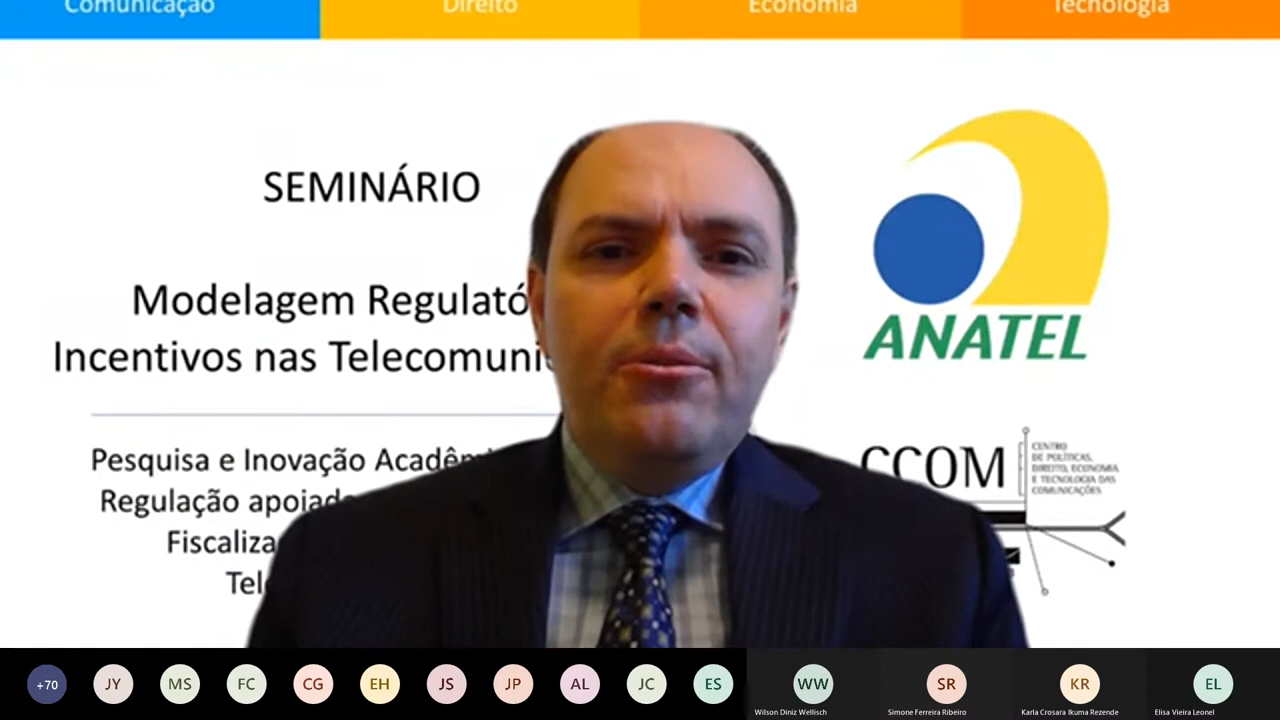 Comunicação Direito Economia Tecnologia
SEMINÁRIO
Modelagem Regulató
Incentivos nas Telecomuni
ANATEL
Pesquisa e Inovação Acadêm
Regulação apoiad
Fiscaliza
Tel
CCOM
CENTRO
DE POLÍTICAS,
DIREITO, ECONOMIA
E TECNOLOGIA DAS
COMUNICAÇÕES
+70 JY MS FC CG EH JS JP AL JC ES WW SR KR EL
Wilson Diniz Wellisch Simone Ferreira Ribeiro Karla Crosara Ikuma Rezende Elisa Vieira Leonel